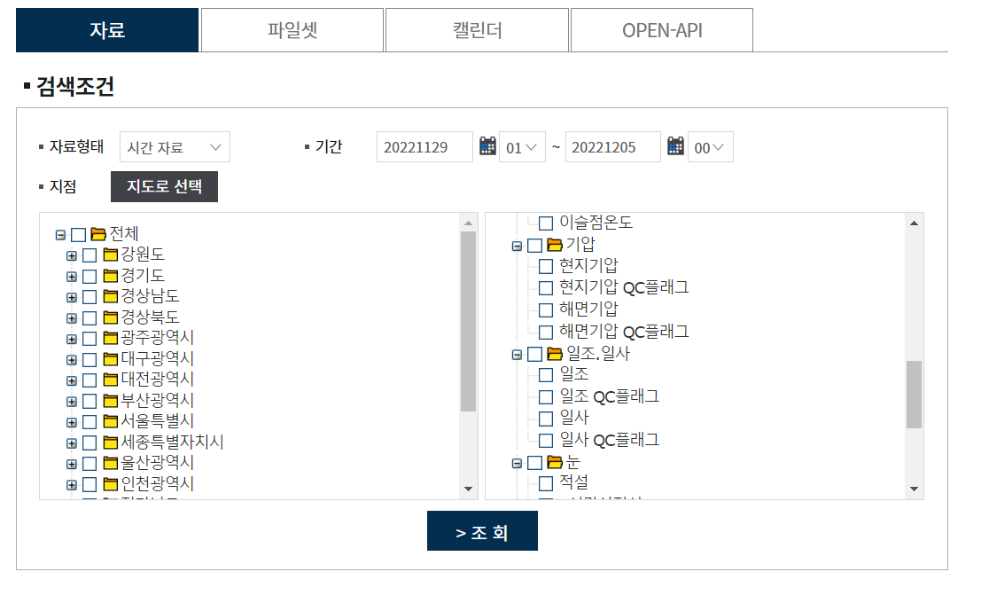 자료 파일셋 캘린더 OPEN-API
검색조건
자료형태 시간 자료 기간 20221129 01 ~ 20221205 00
지점 지도로 선택
전체
강원도
경기도
경상남도
경상북도
광주광역시
대구광역시
대전광역시
부산광역시
서울특별시
세종특별자치시
울산광역시
인천광역시
이슬점온도
기압
현지기압
현지기압 QC플래그
해면기압
해면기압 QC플래그
일조.일사
일조
일조 QC플래그
일사
일사 QC플래그
눈
적설
> 조 회